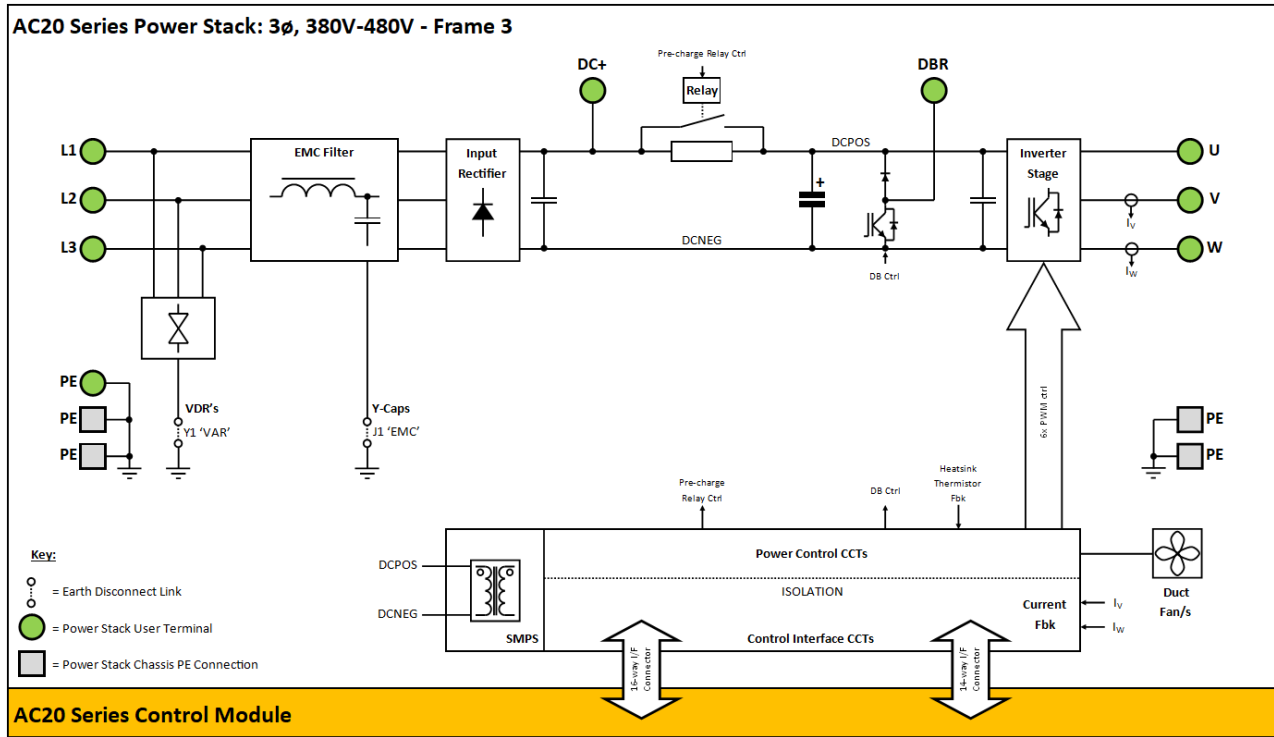 AC20 Series Power Stack: 3ø, 380V-480V - Frame 3
DC+
Pre-charge Relay Ctrl
Relay
DBR
L1
L2
L3
EMC Filter
Input
Rectifier
DCPOS
+
DCNEG
DB Ctrl
Inverter
Stage
U
V
W
IV
IW
PE
PE
PE
VDR's
Y1 'VAR'
Y-Caps
J1 'EMC'
6x PWM ctrl
PE
PE
Pre-charge
Relay Ctrl
DB Ctrl
Heatsink
Thermistor
Fbk
Key:
= Earth Disconnect Link
= Power Stack User Terminal
= Power Stack Chassis PE Connection
DCPOS
DCNEG
SMPS
Power Control CCTs
ISOLATION
Control Interface CCTs
Current
Fbk
IV
IW
Duct
Fan/s
16-way I/F
Connector
14-way I/F
Connector
AC20 Series Control Module